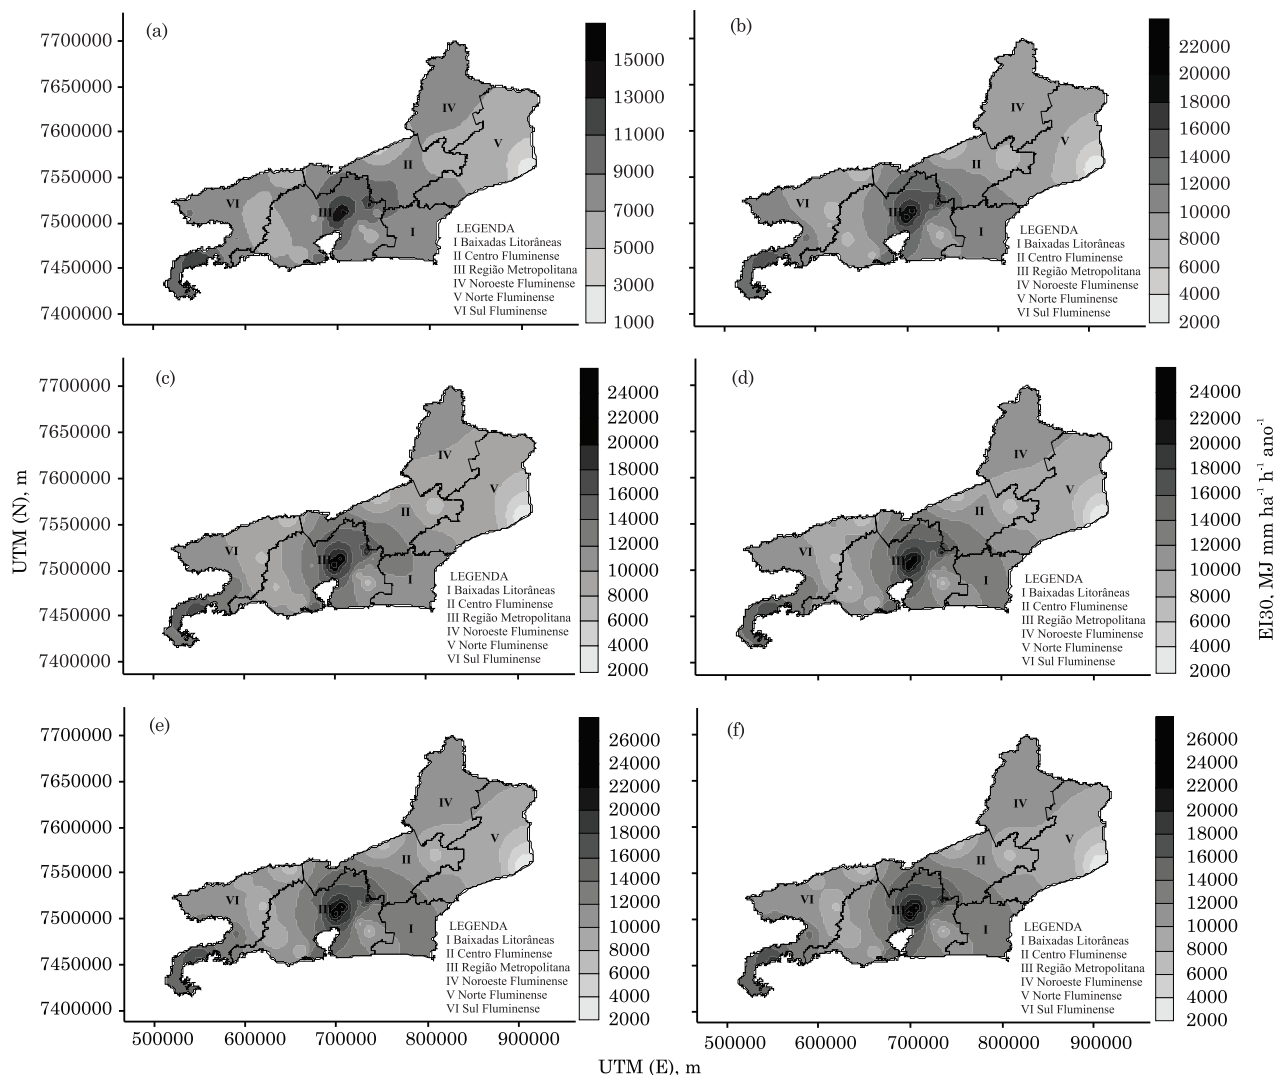 (a)
7700000
7650000
7600000
7550000
7500000
7450000
7400000
IV
V
II
VI
III
I
LEGENDA
I Baixadas Litorâneas
II Centro Fluminense
III Região Metropolitana
IV Noroeste Fluminense
V Norte Fluminense
VI Sul Fluminense
15000
13000
11000
9000
7000
5000
3000
1000
(b)
IV
V
II
VI
III
I
LEGENDA
I Baixadas Litorâneas
II Centro Fluminense
III Região Metropolitana
IV Noroeste Fluminense
V Norte Fluminense
VI Sul Fluminense
22000
20000
18000
16000
14000
12000
10000
8000
6000
4000
2000
UTM (N), m
(c)
7700000
7650000
7600000
7550000
7500000
7450000
7400000
IV
V
II
VI
III
I
LEGENDA
I Baixadas Litorâneas
II Centro Fluminense
III Região Metropolitana
IV Noroeste Fluminense
V Norte Fluminense
VI Sul Fluminense
24000
22000
20000
18000
16000
14000
12000
10000
8000
6000
4000
2000
(d)
IV
V
II
VI
III
I
LEGENDA
I Baixadas Litorâneas
II Centro Fluminense
III Região Metropolitana
IV Noroeste Fluminense
V Norte Fluminense
VI Sul Fluminense
24000
22000
20000
18000
16000
14000
12000
10000
8000
6000
4000
2000
EI30, MJ mm ha⁻¹ h⁻¹ ano⁻¹
(e)
7700000
7650000
7600000
7550000
7500000
7450000
7400000
IV
V
II
VI
III
I
LEGENDA
I Baixadas Litorâneas
II Centro Fluminense
III Região Metropolitana
IV Noroeste Fluminense
V Norte Fluminense
VI Sul Fluminense
26000
24000
22000
20000
18000
16000
14000
12000
10000
8000
6000
4000
2000
500000 600000 700000 800000 900000
(f)
IV
V
II
VI
III
I
LEGENDA
I Baixadas Litorâneas
II Centro Fluminense
III Região Metropolitana
IV Noroeste Fluminense
V Norte Fluminense
VI Sul Fluminense
26000
24000
22000
20000
18000
16000
14000
12000
10000
8000
6000
4000
2000
500000 600000 700000 800000 900000
UTM (E), m